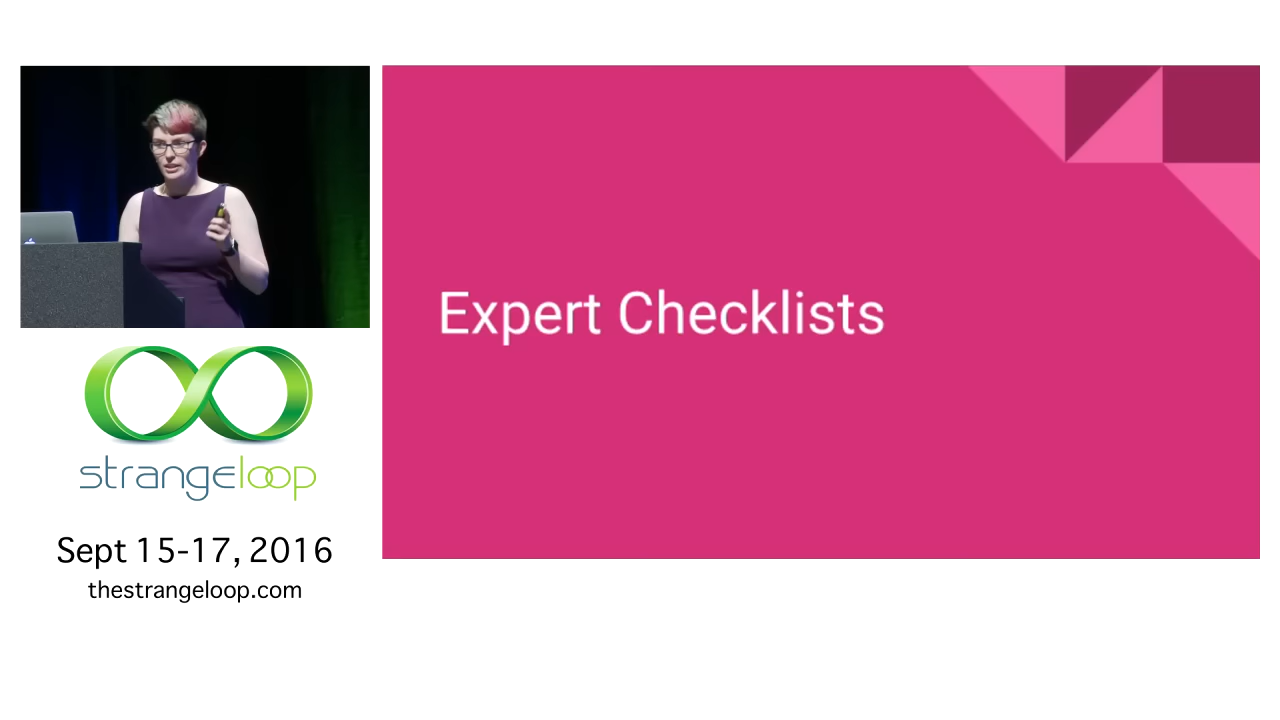 Expert Checklists
strangeloop
Sept 15-17, 2016
thestrangeloop.com